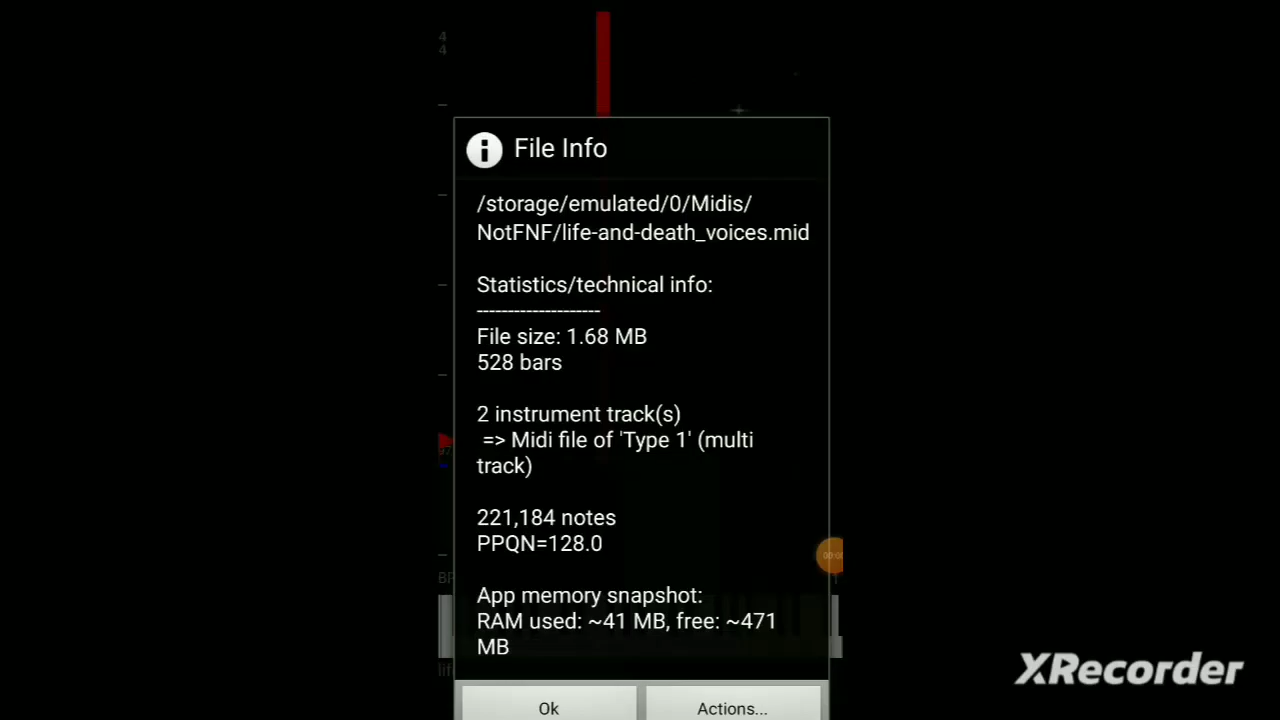 4
4
File Info
/storage/emulated/0/Midis/
NotFNF/life-and-death_voices.mid
Statistics/technical info:
--------------------
File size: 1.68 MB
528 bars
2 instrument track(s)
=> Midi file of 'Type 1' (multi
track)
221,184 notes
PPQN=128.0
App memory snapshot:
RAM used: ~41 MB, free: ~471
MB
XRecorder
Ok
Actions...